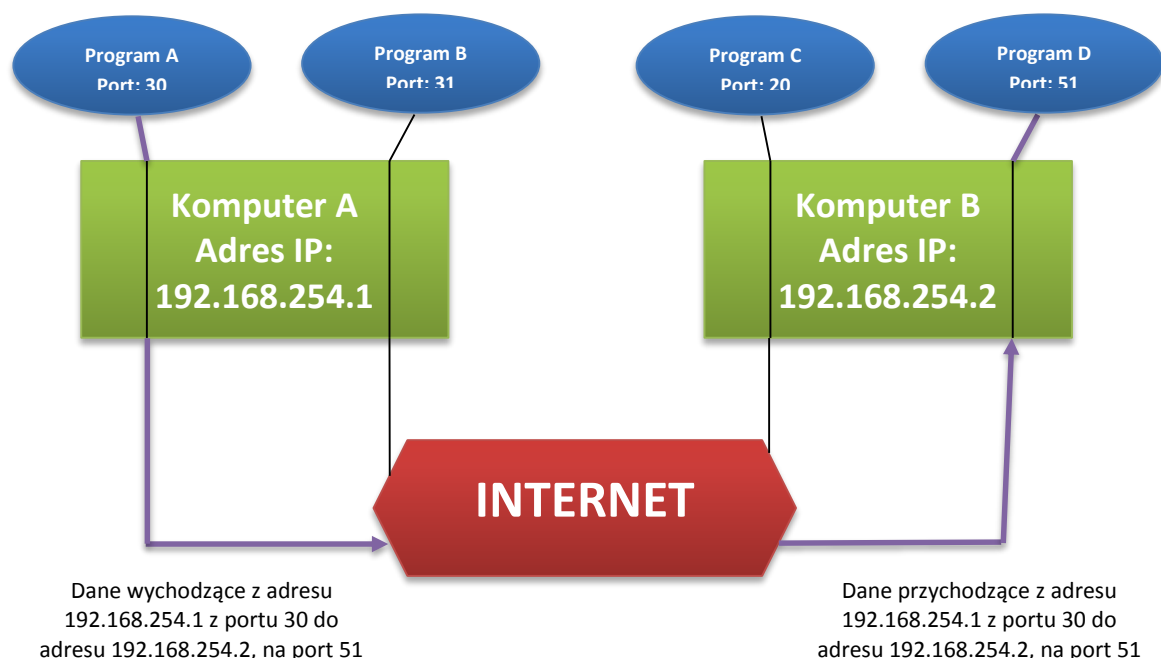 Program A
Port: 30
Program B
Port: 31
Program C
Port: 20
Program D
Port: 51
Komputer A
Adres IP:
192.168.254.1
Komputer B
Adres IP:
192.168.254.2
INTERNET
Dane wychodzące z adresu
192.168.254.1 z portu 30 do
adresu 192.168.254.2, na port 51
Dane przychodzące z adresu
192.168.254.1 z portu 30 do
adresu 192.168.254.2, na port 51